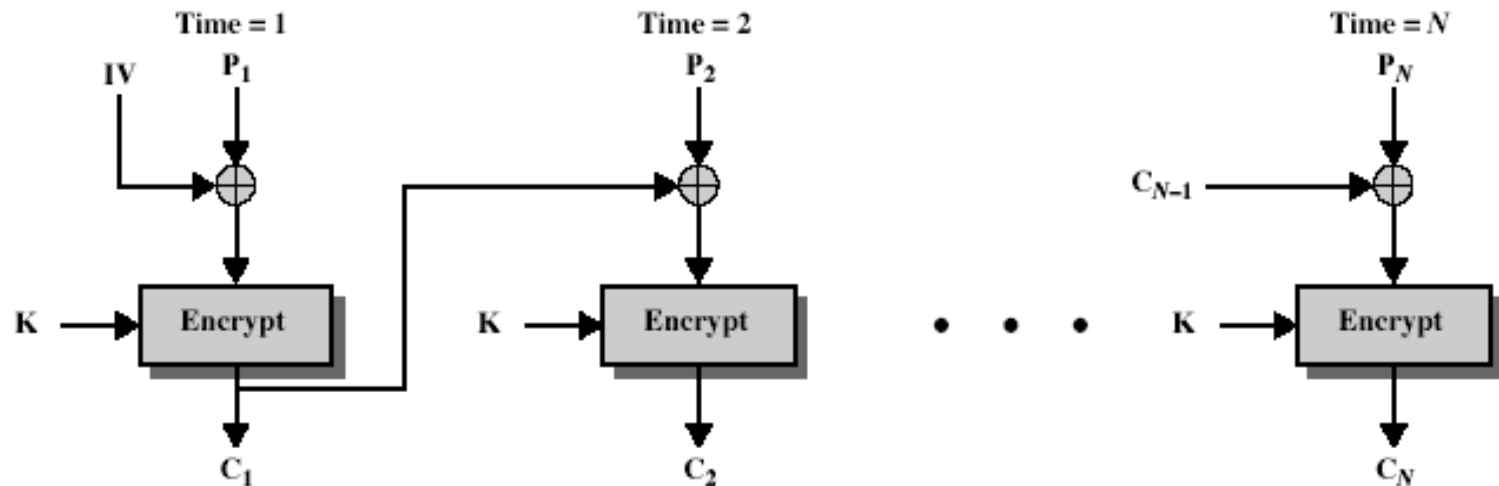 Time = 1
Time = 2
Time = N
IV
P1
P2
PN
CN−1
K
Encrypt
K
Encrypt
K
Encrypt
C1
C2
CN